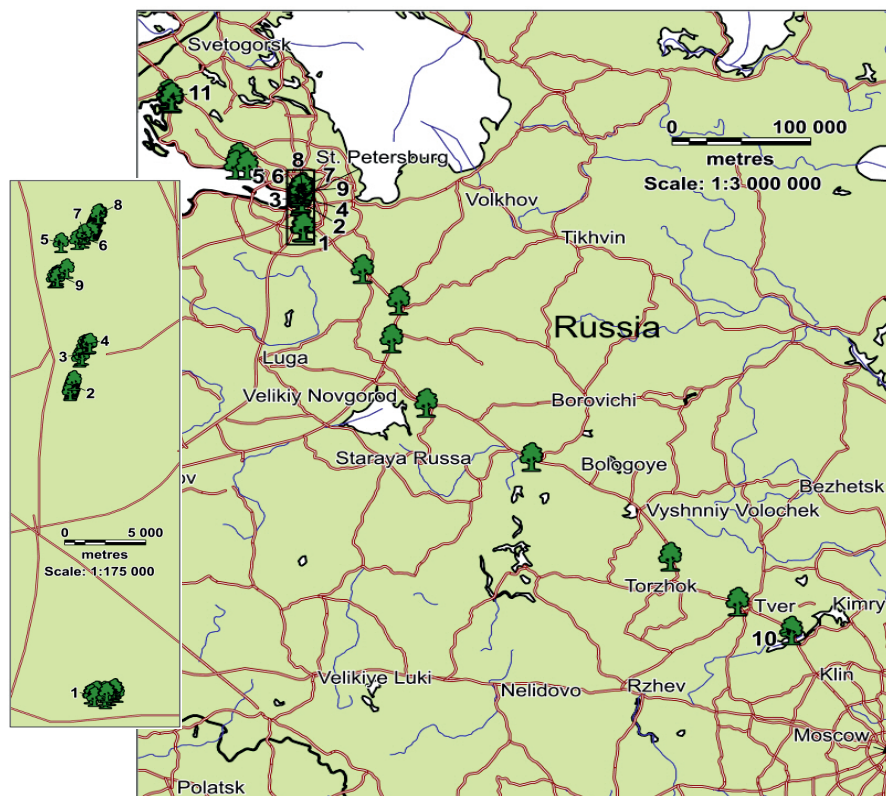 Svetogorsk
11
8
St. Petersburg
5
6
7
9
3
4
2
1
0 100 000
metres
Scale: 1:3 000 000
Volkhov
Tikhvin
Russia
Luga
Velikiy Novgorod
Borovichi
Staraya Russa
Bologoye
ov
Bezhetsk
Vyshnniy Volochek
Torzhok
Tver
Kimry
10
Velikiye Luki
Klin
Nelidovo
Rzhev
Moscow
Polatsk
7
8
5
6
9
4
3
2
0 5 000
metres
Scale: 1:175 000
1